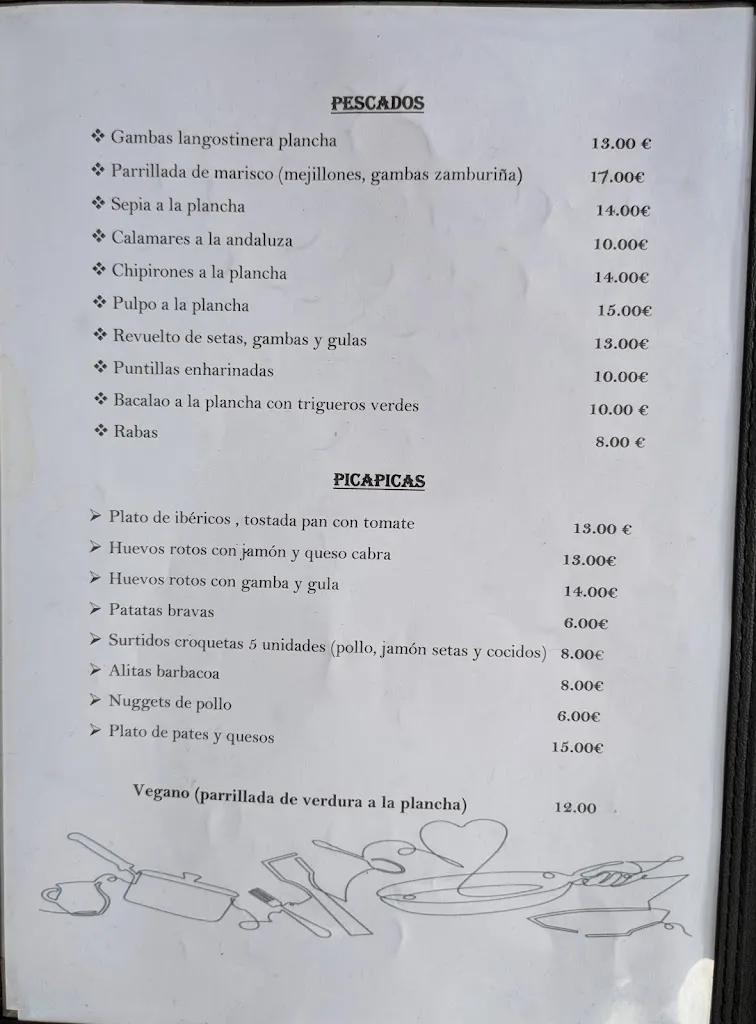 PESCADOS
❖ Gambas langostinera plancha 13.00 €
❖ Parrillada de marisco (mejillones, gambas zamburiña) 17.00€
❖ Sepia a la plancha 14.00€
❖ Calamares a la andaluza 10.00€
❖ Chipirones a la plancha 14.00€
❖ Pulpo a la plancha 15.00€
❖ Revuelto de setas, gambas y gulas 13.00€
❖ Puntillas enharinadas 10.00€
❖ Bacalao a la plancha con trigueros verdes 10.00 €
❖ Rabas 8.00 €
PICAPICAS
➢ Plato de ibéricos , tostada pan con tomate 13.00 €
➢ Huevos rotos con jamón y queso cabra 13.00€
➢ Huevos rotos con gamba y gula 14.00€
➢ Patatas bravas 6.00€
➢ Surtidos croquetas 5 unidades (pollo, jamón setas y cocidos) 8.00€
➢ Alitas barbacoa 8.00€
➢ Nuggets de pollo 6.00€
➢ Plato de pates y quesos 15.00€
Vegano (parrillada de verdura a la plancha) 12.00